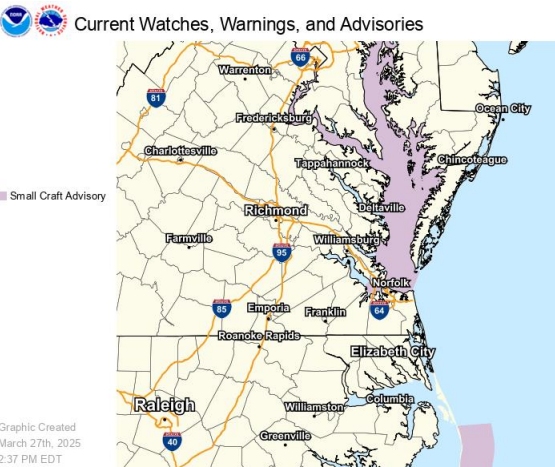 Current Watches, Warnings, and Advisories
66
Warrenton
81
Ocean City
Fredericksburg
Charlottesville
Chincoteague
Tappahannock
Small Craft Advisory
Deltaville
Richmond
Farmville
Williamsburg
95
Norfolk
85
Emporia
Franklin
64
Roanoke Rapids
Elizabeth City
Columbia
Raleigh
Williamston
Graphic Created
March 27th, 2025
2:37 PM EDT
40
Greenville